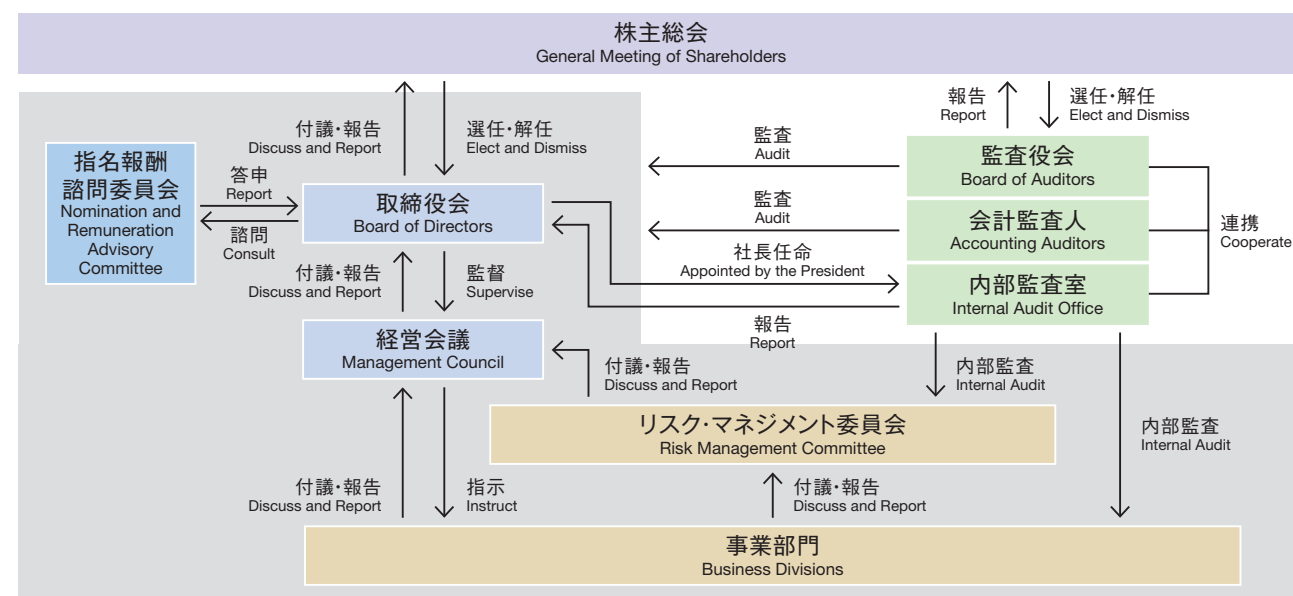 株主総会
General Meeting of Shareholders
付議・報告
Discuss and Report
選任・解任
Elect and Dismiss
報告
Report
選任・解任
Elect and Dismiss
指名報酬
諮問委員会
Nomination and
Remuneration
Advisory
Committee
答申
Report
諮問
Consult
取締役会
Board of Directors
監査
Audit
監査
Audit
社長任命
Appointed by the President
報告
Report
監査役会
Board of Auditors
会計監査人
Accounting Auditors
内部監査室
Internal Audit Office
連携
Cooperate
付議・報告
Discuss and Report
監督
Supervise
経営会議
Management Council
付議・報告
Discuss and Report
内部監査
Internal Audit
リスク・マネジメント委員会
Risk Management Committee
内部監査
Internal Audit
付議・報告
Discuss and Report
指示
Instruct
付議・報告
Discuss and Report
事業部門
Business Divisions